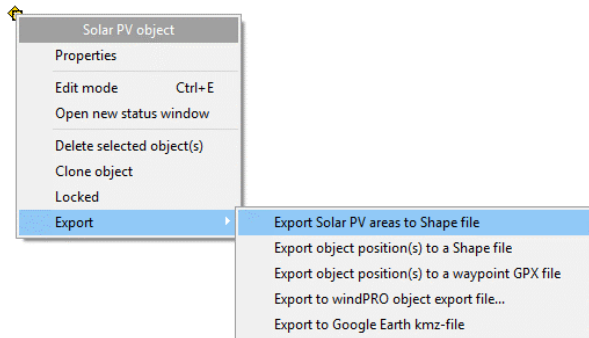 Solar PV object
Properties
Edit mode Ctrl+E
Open new status window
Delete selected object(s)
Clone object
Locked
Export
Export Solar PV areas to Shape file
Export object position(s) to a Shape file
Export object position(s) to a waypoint GPX file
Export to windPRO object export file...
Export to Google Earth kmz-file